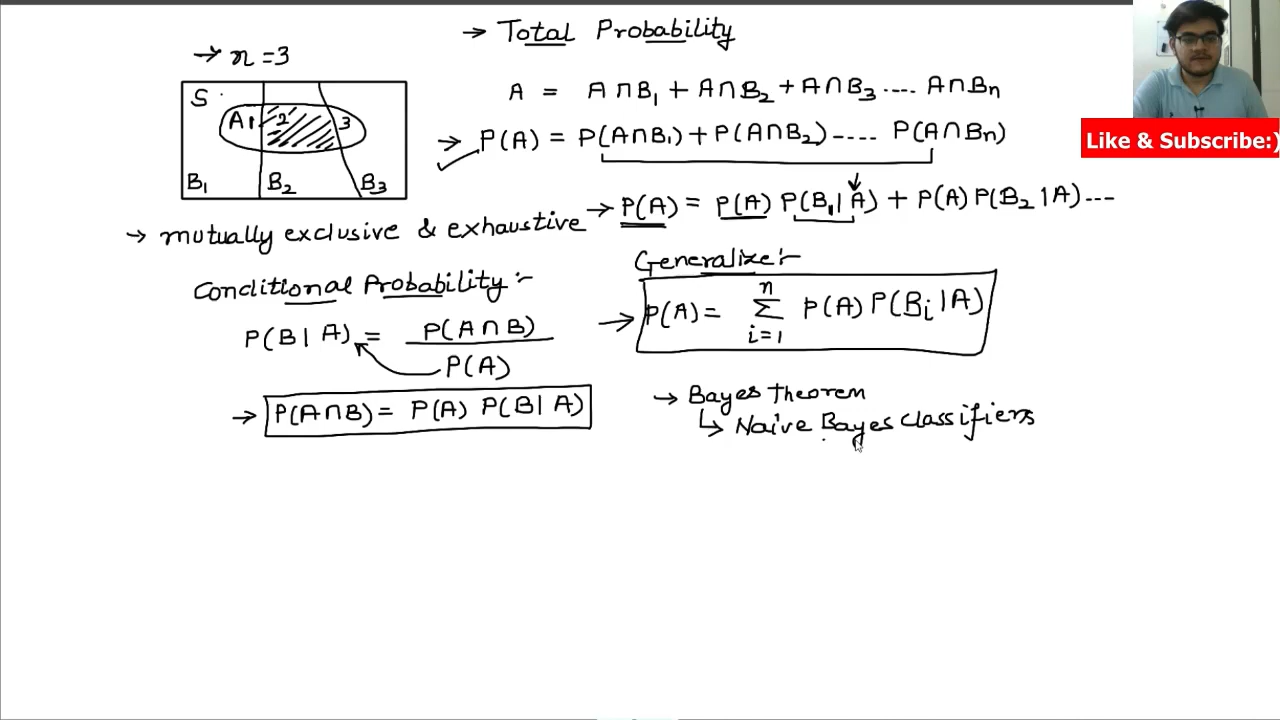 → Total Probability
→ n = 3
S
A 1 2 3
B₁ B₂ B₃
A = A∩B₁ + A∩B₂ + A∩B₃ .... A∩Bn
→ P(A) = P(A∩B₁) + P(A∩B₂) ---- P(A∩Bn)
→ P(A) = P(A) P(B₁|A) + P(A) P(B₂|A) ---
→ mutually exclusive & exhaustive
Conditional Probability :-
P(B|A) = P(A∩B) / P(A)
→ P(A∩B) = P(A) P(B|A)
Generalize :-
→ P(A) = n Σ i=1 P(A) P(Bi|A)
→ Bayes theorem
↳ Naive Bayes classifiers
Like & Subscribe:)